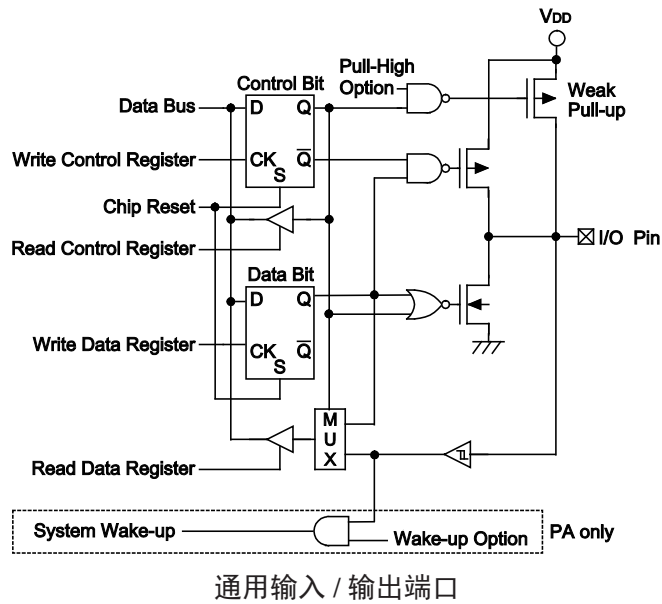 VDD
Control Bit
Pull-High
Option
Weak
Pull-up
Data Bus
D
Q
Write Control Register
CK
Q̅
S
Chip Reset
Read Control Register
I/O Pin
Data Bit
D
Q
Write Data Register
CK
Q̅
S
M
U
X
Read Data Register
System Wake-up
Wake-up Option
PA only
通用输入 / 输出端口